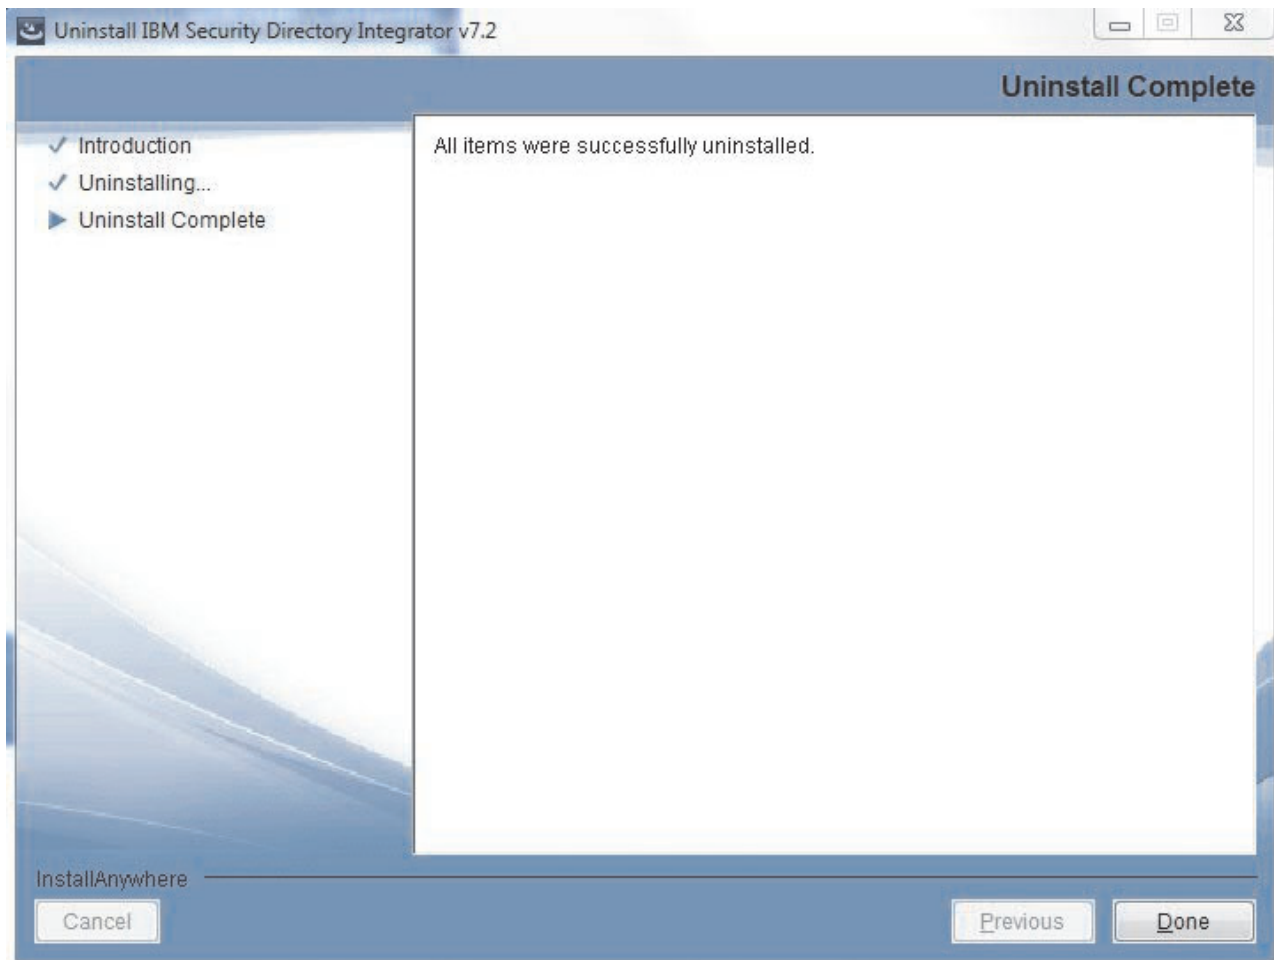 Uninstall IBM Security Directory Integrator v7.2
Uninstall Complete
Introduction
Uninstalling...
Uninstall Complete
All items were successfully uninstalled.
InstallAnywhere
Cancel
Previous
Done